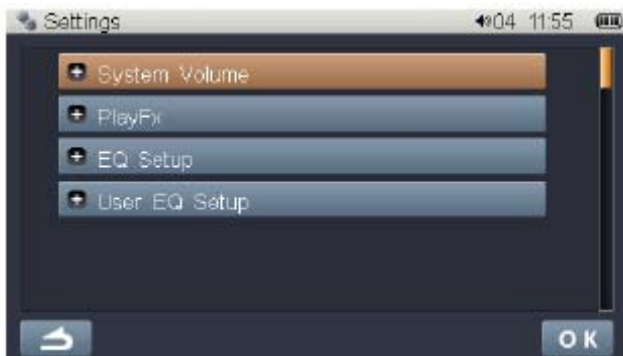 Settings 04 11:55
System Volume
PlayFx
EQ Setup
User EQ Setup
OK